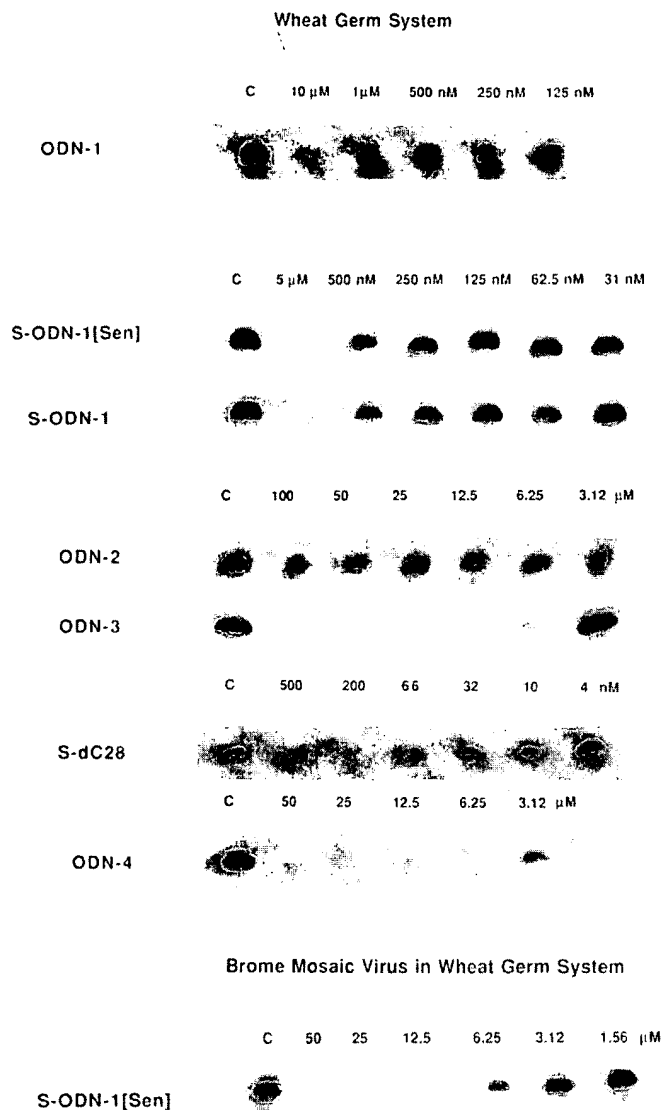 Wheat Germ System
C 10 µM 1µM 500 nM 250 nM 125 nM
ODN-1
C 5 µM 500 nM 250 nM 125 nM 62.5 nM 31 nM
S-ODN-1[Sen]
S-ODN-1
C 100 50 25 12.5 6.25 3.12 µM
ODN-2
ODN-3
C 500 200 66 32 10 4 nM
S-dC28
C 50 25 12.5 6.25 3.12 µM
ODN-4
Brome Mosaic Virus in Wheat Germ System
C 50 25 12.5 6.25 3.12 1.56 µM
S-ODN-1[Sen]